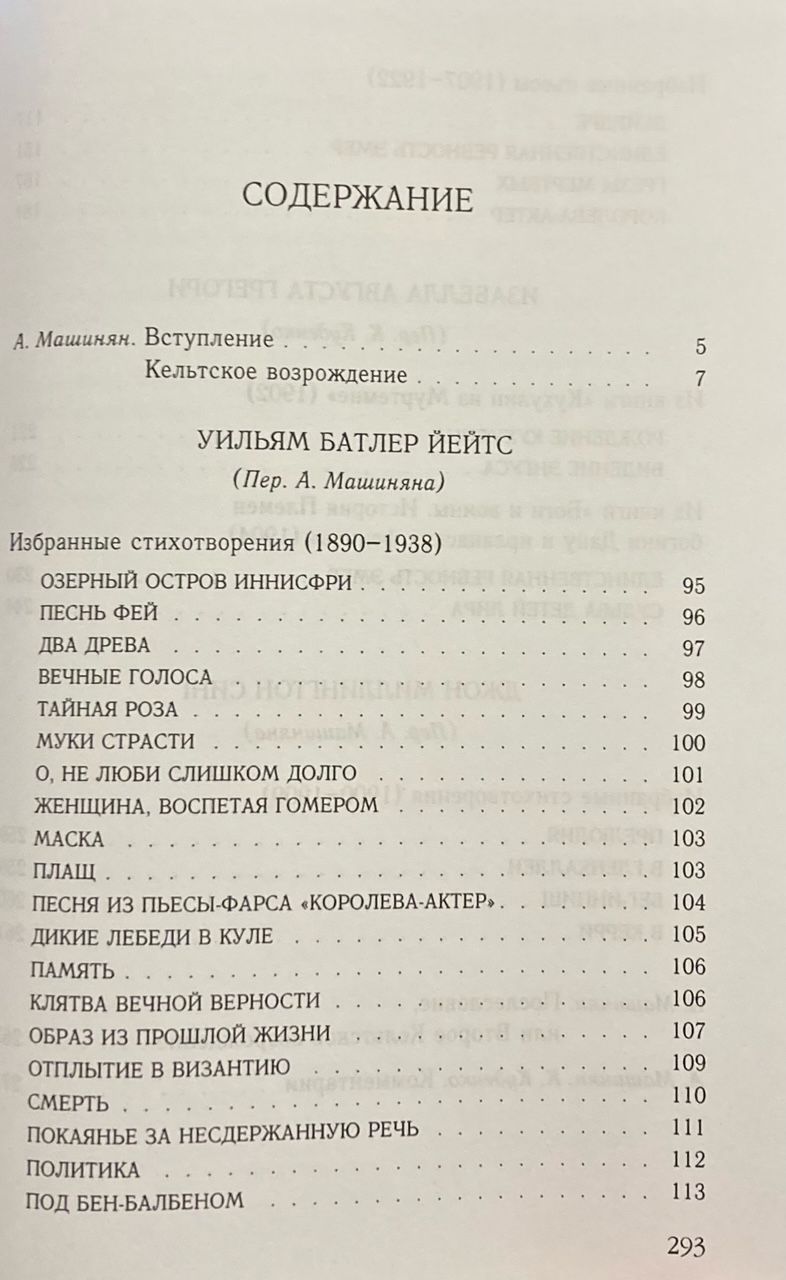 СОДЕРЖАНИЕ
А. Машинян. Вступление . . . . . . . . . . . . . . . . 5
Кельтское возрождение . . . . . . . . . . . 7
УИЛЬЯМ БАТЛЕР ЙЕЙТС
(Пер. А. Машиняна)
Избранные стихотворения (1890–1938)
ОЗЕРНЫЙ ОСТРОВ ИННИСФРИ . . . . . . . . . . . . . 95
ПЕСНЬ ФЕЙ . . . . . . . . . . . . . . . . . . . . 96
ДВА ДРЕВА . . . . . . . . . . . . . . . . . . . . 97
ВЕЧНЫЕ ГОЛОСА . . . . . . . . . . . . . . . . . 98
ТАЙНАЯ РОЗА . . . . . . . . . . . . . . . . . . . 99
МУКИ СТРАСТИ . . . . . . . . . . . . . . . . . . 100
О, НЕ ЛЮБИ СЛИШКОМ ДОЛГО . . . . . . . . . . . . 101
ЖЕНЩИНА, ВОСПЕТАЯ ГОМЕРОМ . . . . . . . . . . . 102
МАСКА . . . . . . . . . . . . . . . . . . . . . . 103
ПЛАЩ . . . . . . . . . . . . . . . . . . . . . . . 103
ПЕСНЯ ИЗ ПЬЕСЫ-ФАРСА «КОРОЛЕВА-АКТЕР» . . . . . . . 104
ДИКИЕ ЛЕБЕДИ В КУЛЕ . . . . . . . . . . . . . . . 105
ПАМЯТЬ . . . . . . . . . . . . . . . . . . . . . . 106
КЛЯТВА ВЕЧНОЙ ВЕРНОСТИ . . . . . . . . . . . . . 106
ОБРАЗ ИЗ ПРОШЛОЙ ЖИЗНИ . . . . . . . . . . . . . 107
ОТПЛЫТИЕ В ВИЗАНТИЮ . . . . . . . . . . . . . . 109
СМЕРТЬ . . . . . . . . . . . . . . . . . . . . . . 110
ПОКАЯНЬЕ ЗА НЕСДЕРЖАННУЮ РЕЧЬ . . . . . . . . . 111
ПОЛИТИКА . . . . . . . . . . . . . . . . . . . . 112
ПОД БЕН-БАЛБЕНОМ . . . . . . . . . . . . . . . . 113
293